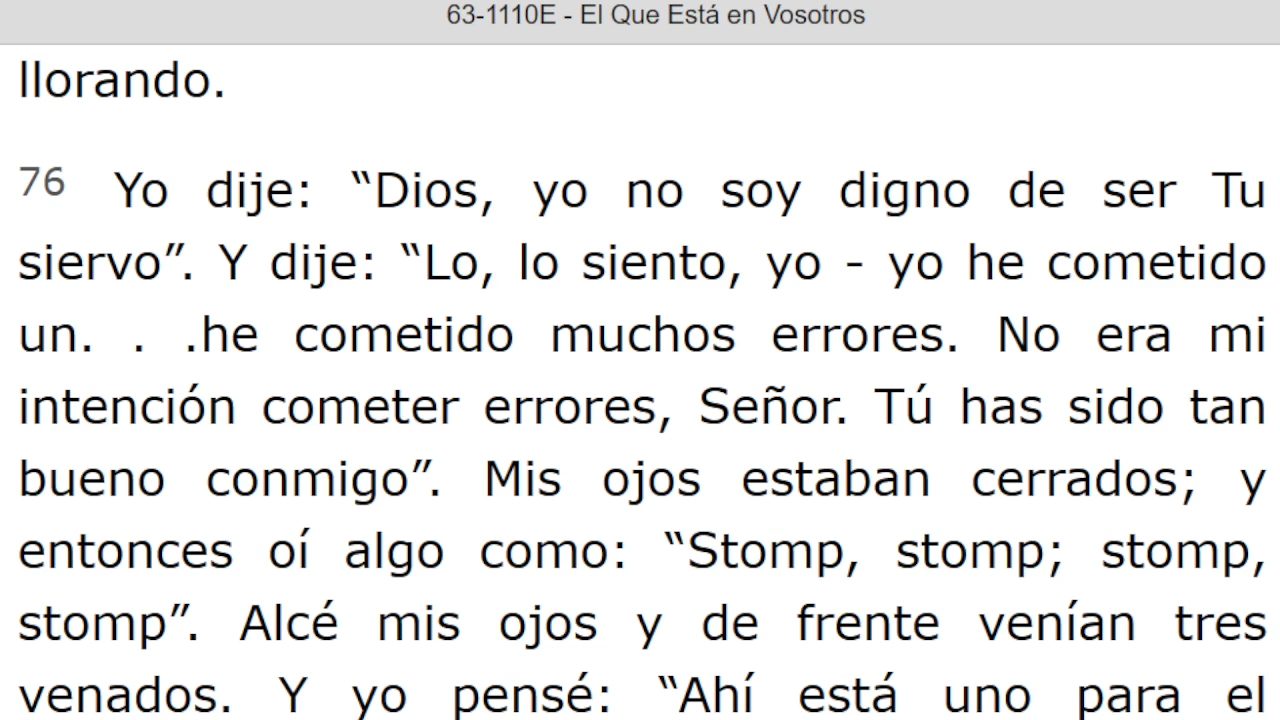 63-1110E - El Que Está en Vosotros
llorando.
76 Yo dije: “Dios, yo no soy digno de ser Tu
siervo”. Y dije: “Lo, lo siento, yo - yo he cometido
un. . .he cometido muchos errores. No era mi
intención cometer errores, Señor. Tú has sido tan
bueno conmigo”. Mis ojos estaban cerrados; y
entonces oí algo como: “Stomp, stomp; stomp,
stomp”. Alcé mis ojos y de frente venían tres
venados. Y yo pensé: “Ahí está uno para el